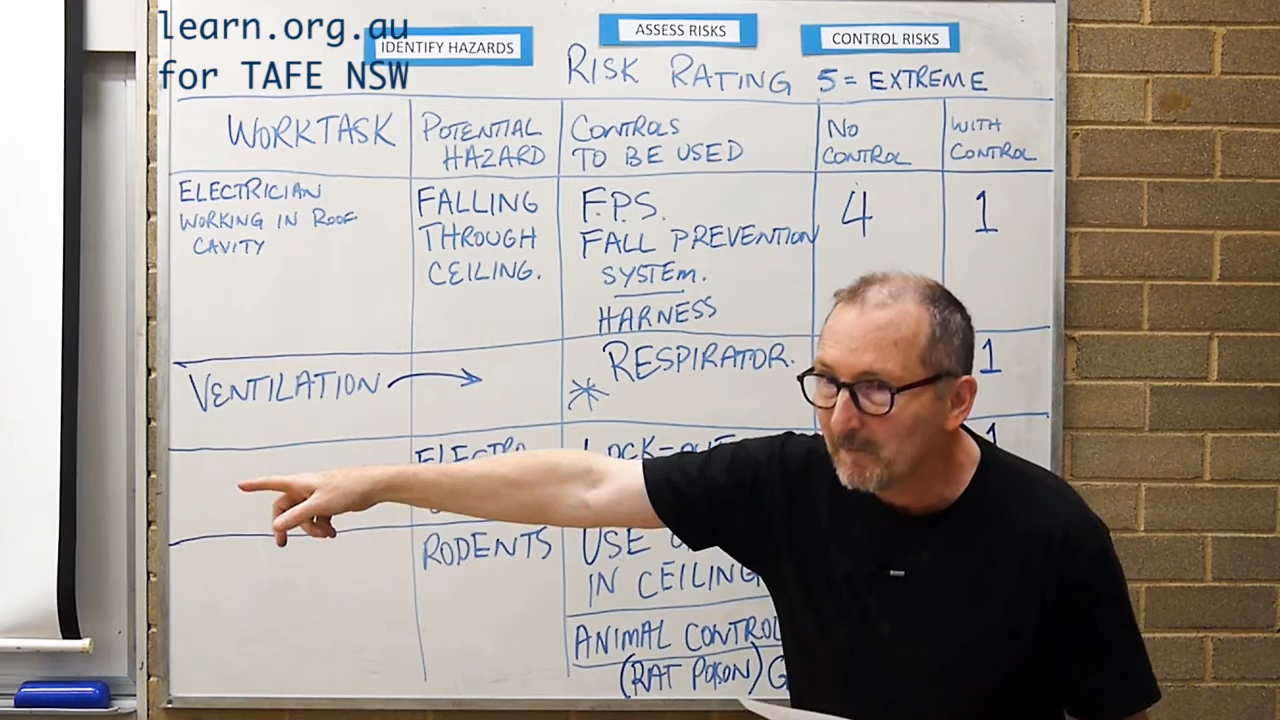 learn.org.au
for TAFE NSW
IDENTIFY HAZARDS
ASSESS RISKS
CONTROL RISKS
RISK RATING 5 = EXTREME
WORKTASK
POTENTIAL
HAZARD
CONTROLS
TO BE USED
NO
CONTROL
WITH
CONTROL
ELECTRICIAN
WORKING IN ROOF
CAVITY
FALLING
THROUGH
CEILING.
F.P.S.
FALL PREVENTION
SYSTEM.
HARNESS
4
1
VENTILATION
* RESPIRATOR.
1
1
RODENTS
USE
IN CEILING
ANIMAL CONTROL
(RAT POISON)